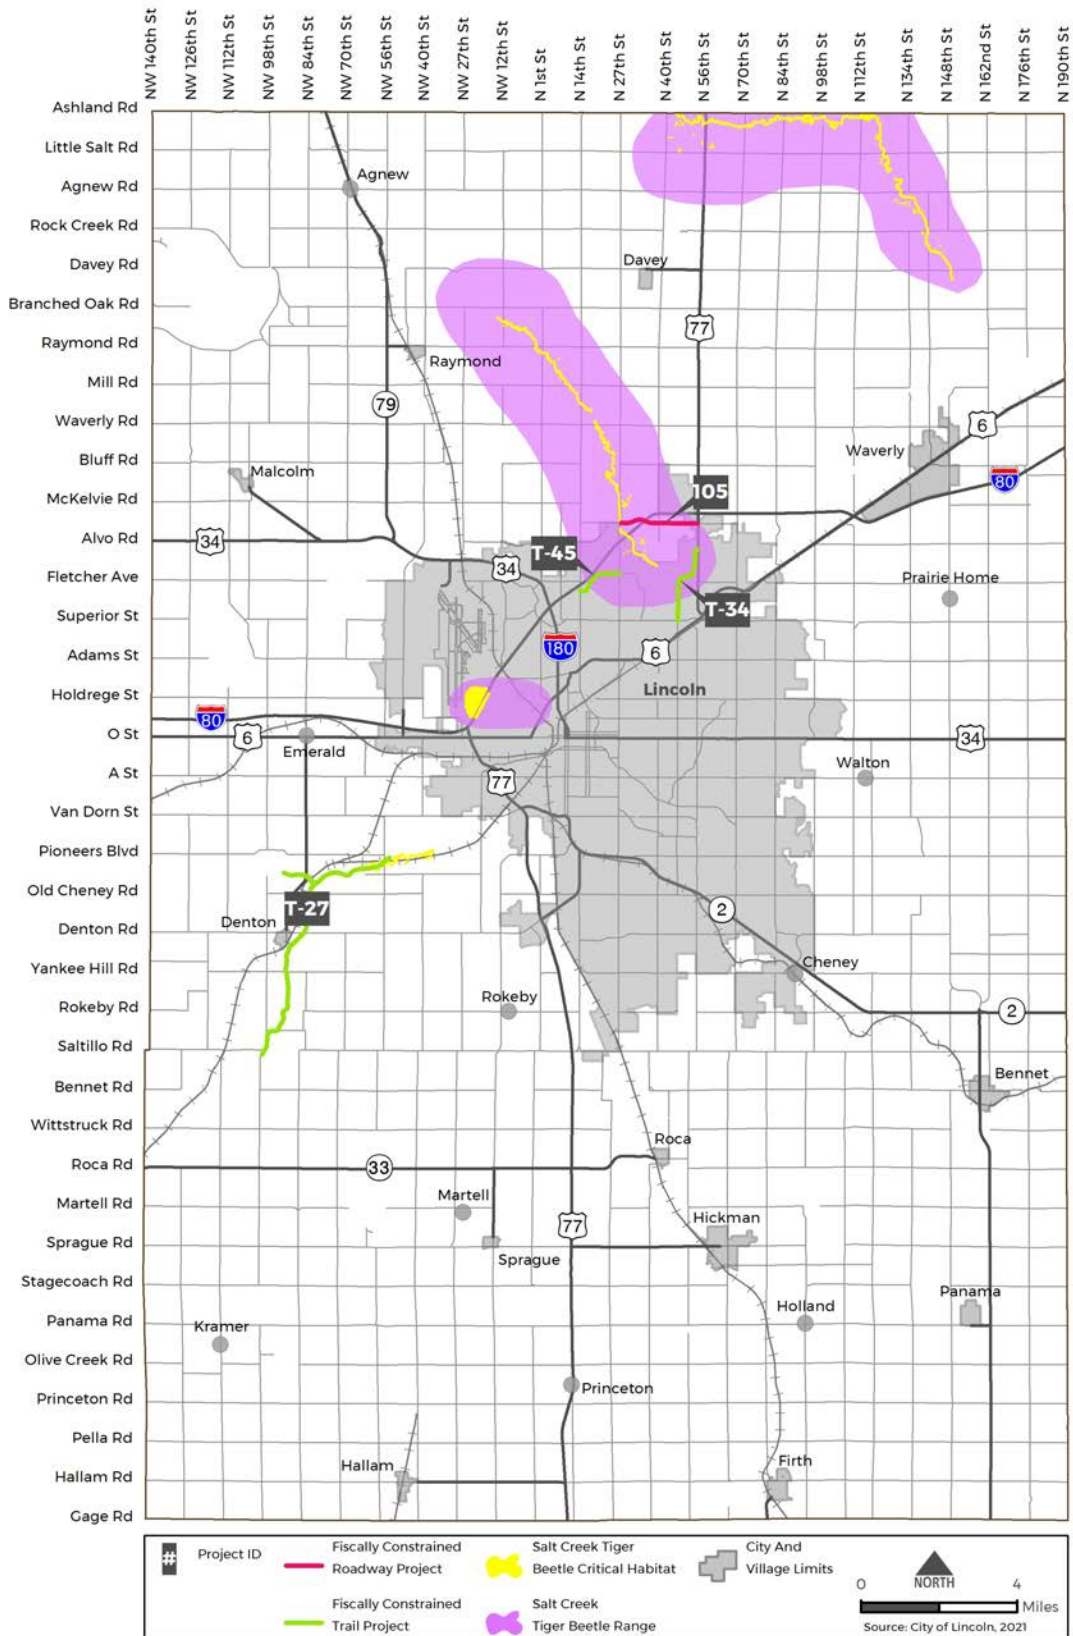 NW 140th St
NW 126th St
NW 112th St
NW 98th St
NW 84th St
NW 70th St
NW 56th St
NW 40th St
NW 27th St
NW 12th St
N 1st St
N 14th St
N 27th St
N 40th St
N 56th St
N 70th St
N 84th St
N 98th St
N 112th St
N 134th St
N 148th St
N 162nd St
N 176th St
N 190th St
Ashland Rd
Little Salt Rd
Agnew Rd
Agnew
Rock Creek Rd
Davey Rd
Davey
Branched Oak Rd
77
Raymond Rd
Raymond
Mill Rd
79
Waverly Rd
6
Waverly
Bluff Rd
Malcolm
80
McKelvie Rd
105
Alvo Rd
34
T-45
34
Fletcher Ave
Prairie Home
T-34
Superior St
180
6
Adams St
Lincoln
Holdrege St
80
O St
6
34
Emerald
A St
Walton
77
Van Dorn St
Pioneers Blvd
Old Cheney Rd
T-27
2
Denton
Denton Rd
Cheney
Yankee Hill Rd
Rokeby
Rokeby Rd
2
Saltillo Rd
Bennet
Bennet Rd
Wittstruck Rd
Roca
Roca Rd
33
Martell
Martell Rd
77
Hickman
Sprague Rd
Sprague
Stagecoach Rd
Panama
Holland
Panama Rd
Kramer
Olive Creek Rd
Princeton
Princeton Rd
Pella Rd
Hallam
Firth
Hallam Rd
Gage Rd
# Project ID
Fiscally Constrained
Roadway Project
Salt Creek Tiger
Beetle Critical Habitat
City And
Village Limits
NORTH
0 4
Miles
Fiscally Constrained
Trail Project
Salt Creek
Tiger Beetle Range
Source: City of Lincoln, 2021